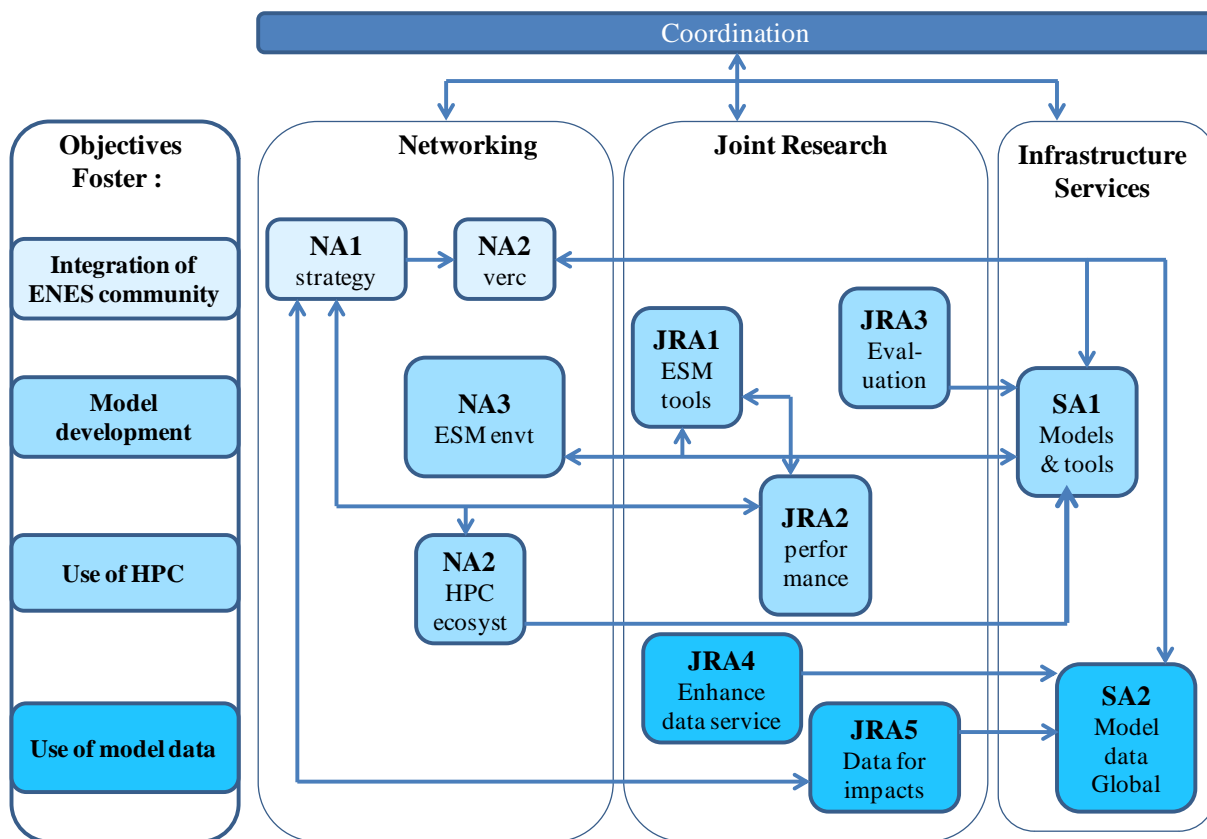 Coordination
Objectives
Foster :
Integration of
ENES community
Model
development
Use of HPC
Use of model data
Networking
NA1
strategy
NA2
verc
NA3
ESM envt
NA2
HPC
ecosyst
Joint Research
JRA1
ESM
tools
JRA3
Eval-
uation
JRA2
perfor
mance
JRA4
Enhance
data service
JRA5
Data for
impacts
Infrastructure
Services
SA1
Models
& tools
SA2
Model
data
Global